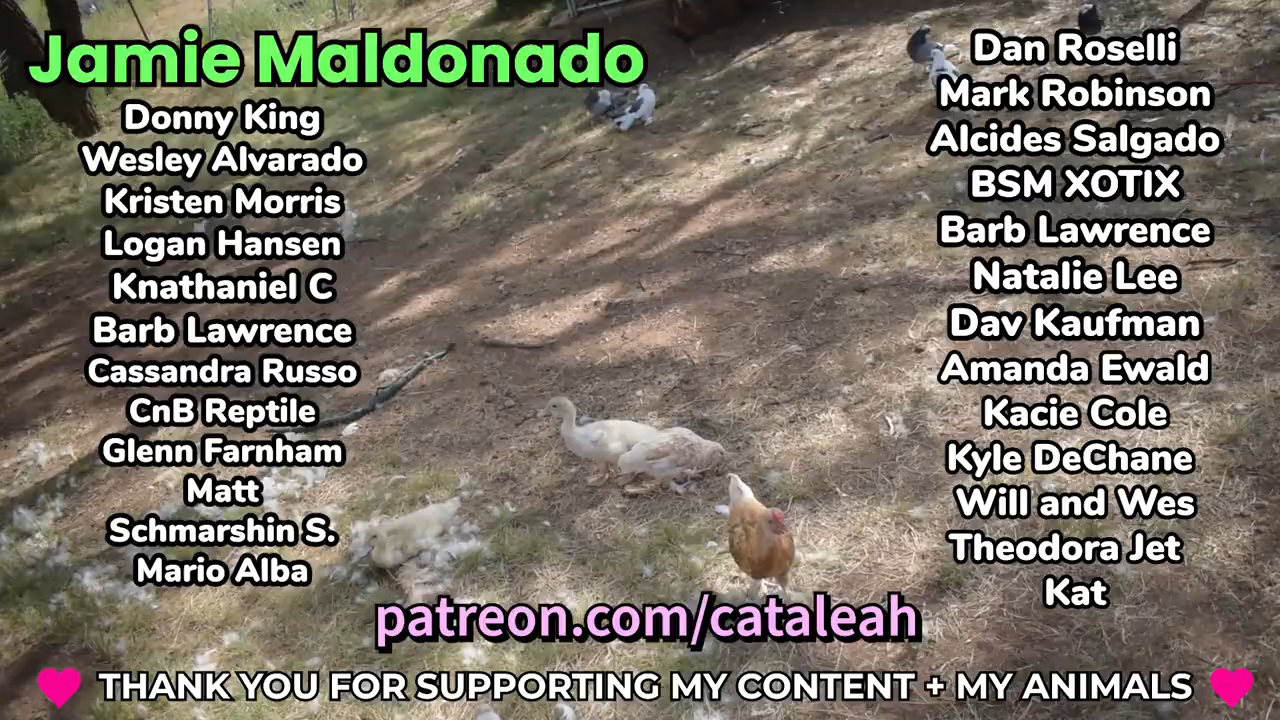 Jamie Maldonado
Donny King
Wesley Alvarado
Kristen Morris
Logan Hansen
Knathaniel C
Barb Lawrence
Cassandra Russo
CnB Reptile
Glenn Farnham
Matt
Schmarshin S.
Mario Alba
Dan Roselli
Mark Robinson
Alcides Salgado
BSM XOTIX
Barb Lawrence
Natalie Lee
Dav Kaufman
Amanda Ewald
Kacie Cole
Kyle DeChane
Will and Wes
Theodora Jet
Kat
patreon.com/cataleah
THANK YOU FOR SUPPORTING MY CONTENT + MY ANIMALS